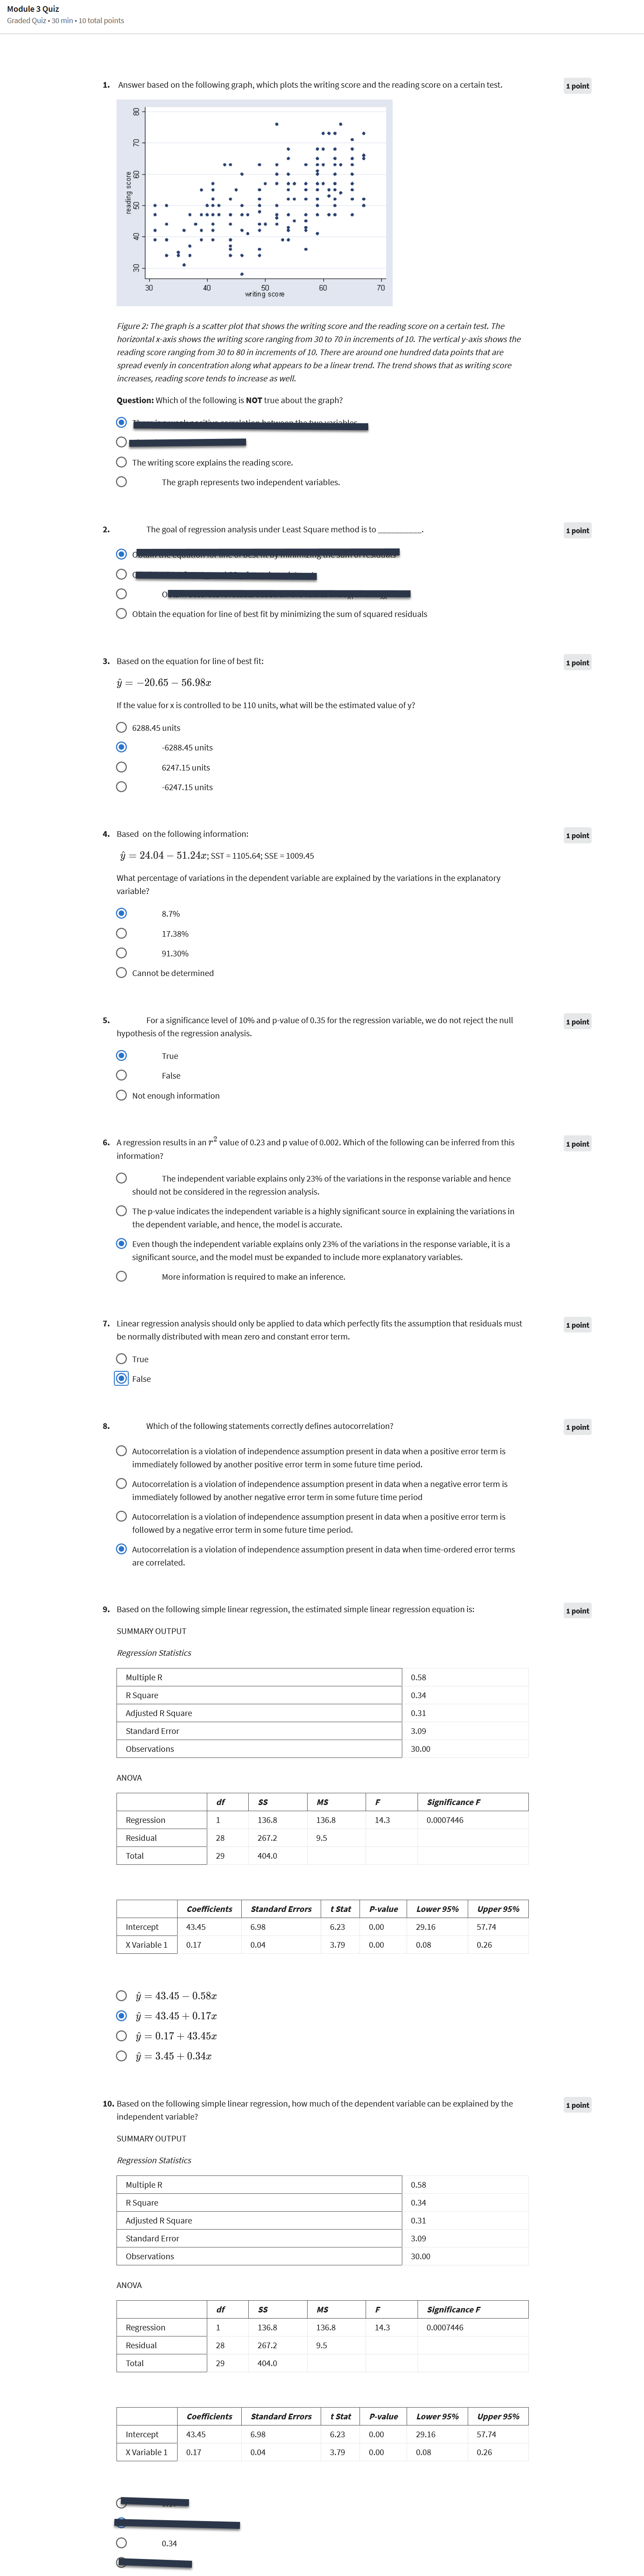 Module 3 Quiz
Graded Quiz • 30 min • 10 total points
1. Answer based on the following graph, which plots the writing score and the reading score on a certain test.
1 point
80
70
60
50
40
30
reading score
30 40 50 60 70
writing score
Figure 2: The graph is a scatter plot that shows the writing score and the reading score on a certain test. The
horizontal x-axis shows the writing score ranging from 30 to 70 in increments of 10. The vertical y-axis shows the
reading score ranging from 30 to 80 in increments of 10. There are around one hundred data points that are
spread evenly in concentration along what appears to be a linear trend. The trend shows that as writing score
increases, reading score tends to increase as well.
Question: Which of the following is NOT true about the graph?
The writing score explains the reading score.
The graph represents two independent variables.
2. The goal of regression analysis under Least Square method is to __________.
1 point
Obtain the equation for line of best fit by minimizing the sum of squared residuals
3. Based on the equation for line of best fit:
1 point
ŷ = −20.65 − 56.98x
If the value for x is controlled to be 110 units, what will be the estimated value of y?
6288.45 units
-6288.45 units
6247.15 units
-6247.15 units
4. Based on the following information:
1 point
ŷ = 24.04 − 51.24x; SST = 1105.64; SSE = 1009.45
What percentage of variations in the dependent variable are explained by the variations in the explanatory
variable?
8.7%
17.38%
91.30%
Cannot be determined
5. For a significance level of 10% and p-value of 0.35 for the regression variable, we do not reject the null
1 point
hypothesis of the regression analysis.
True
False
Not enough information
6. A regression results in an r² value of 0.23 and p value of 0.002. Which of the following can be inferred from this
1 point
information?
The independent variable explains only 23% of the variations in the response variable and hence
should not be considered in the regression analysis.
The p-value indicates the independent variable is a highly significant source in explaining the variations in
the dependent variable, and hence, the model is accurate.
Even though the independent variable explains only 23% of the variations in the response variable, it is a
significant source, and the model must be expanded to include more explanatory variables.
More information is required to make an inference.
7. Linear regression analysis should only be applied to data which perfectly fits the assumption that residuals must
1 point
be normally distributed with mean zero and constant error term.
True
False
8. Which of the following statements correctly defines autocorrelation?
1 point
Autocorrelation is a violation of independence assumption present in data when a positive error term is
immediately followed by another positive error term in some future time period.
Autocorrelation is a violation of independence assumption present in data when a negative error term is
immediately followed by another negative error term in some future time period
Autocorrelation is a violation of independence assumption present in data when a positive error term is
followed by a negative error term in some future time period.
Autocorrelation is a violation of independence assumption present in data when time-ordered error terms
are correlated.
9. Based on the following simple linear regression, the estimated simple linear regression equation is:
1 point
SUMMARY OUTPUT
Regression Statistics
Multiple R 0.58
R Square 0.34
Adjusted R Square 0.31
Standard Error 3.09
Observations 30.00
ANOVA
df SS MS F Significance F
Regression 1 136.8 136.8 14.3 0.0007446
Residual 28 267.2 9.5
Total 29 404.0
Coefficients Standard Errors t Stat P-value Lower 95% Upper 95%
Intercept 43.45 6.98 6.23 0.00 29.16 57.74
X Variable 1 0.17 0.04 3.79 0.00 0.08 0.26
ŷ = 43.45 − 0.58x
ŷ = 43.45 + 0.17x
ŷ = 0.17 + 43.45x
ŷ = 3.45 + 0.34x
10. Based on the following simple linear regression, how much of the dependent variable can be explained by the
1 point
independent variable?
SUMMARY OUTPUT
Regression Statistics
Multiple R 0.58
R Square 0.34
Adjusted R Square 0.31
Standard Error 3.09
Observations 30.00
ANOVA
df SS MS F Significance F
Regression 1 136.8 136.8 14.3 0.0007446
Residual 28 267.2 9.5
Total 29 404.0
Coefficients Standard Errors t Stat P-value Lower 95% Upper 95%
Intercept 43.45 6.98 6.23 0.00 29.16 57.74
X Variable 1 0.17 0.04 3.79 0.00 0.08 0.26
0.34